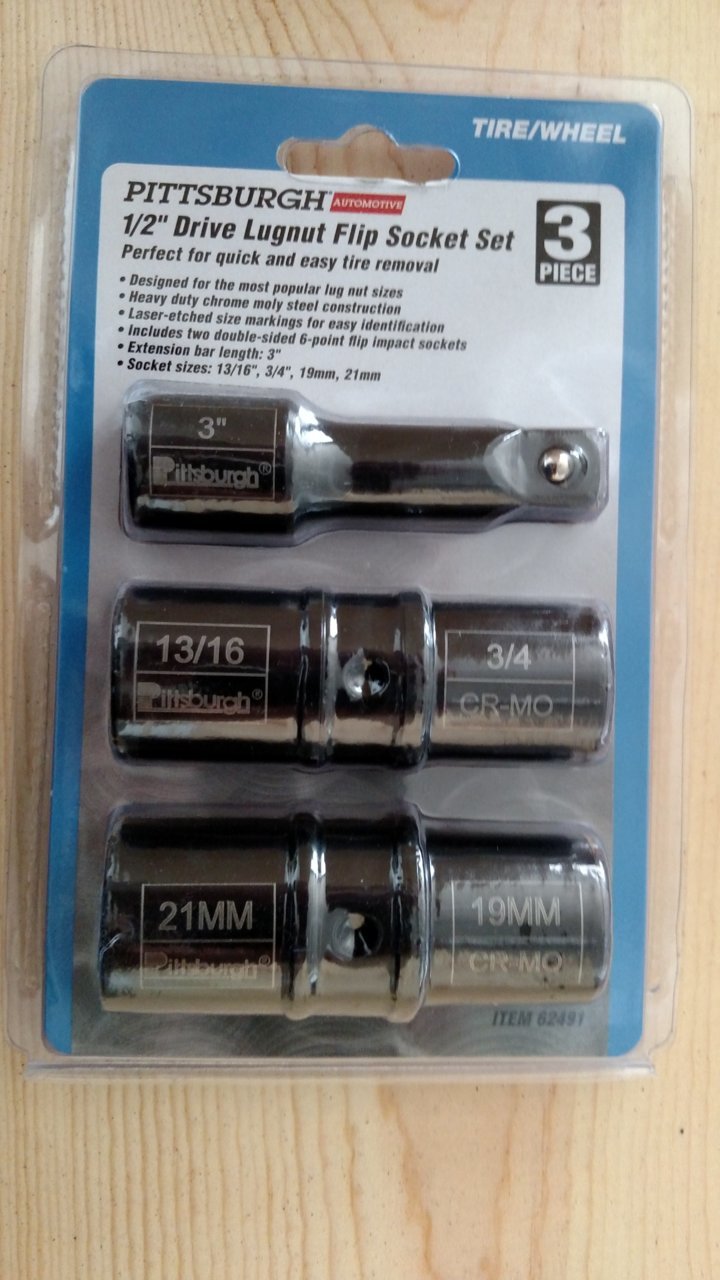 TIRE/WHEEL
PITTSBURGH® AUTOMOTIVE
1/2" Drive Lugnut Flip Socket Set
Perfect for quick and easy tire removal
3
PIECE
• Designed for the most popular lug nut sizes
• Heavy duty chrome moly steel construction
• Laser-etched size markings for easy identification
• Includes two double-sided 6-point flip impact sockets
• Extension bar length: 3"
• Socket sizes: 13/16", 3/4", 19mm, 21mm
3"
Pittsburgh®
13/16
Pittsburgh®
3/4
CR-MO
21MM
Pittsburgh®
19MM
CR-MO
ITEM 62491